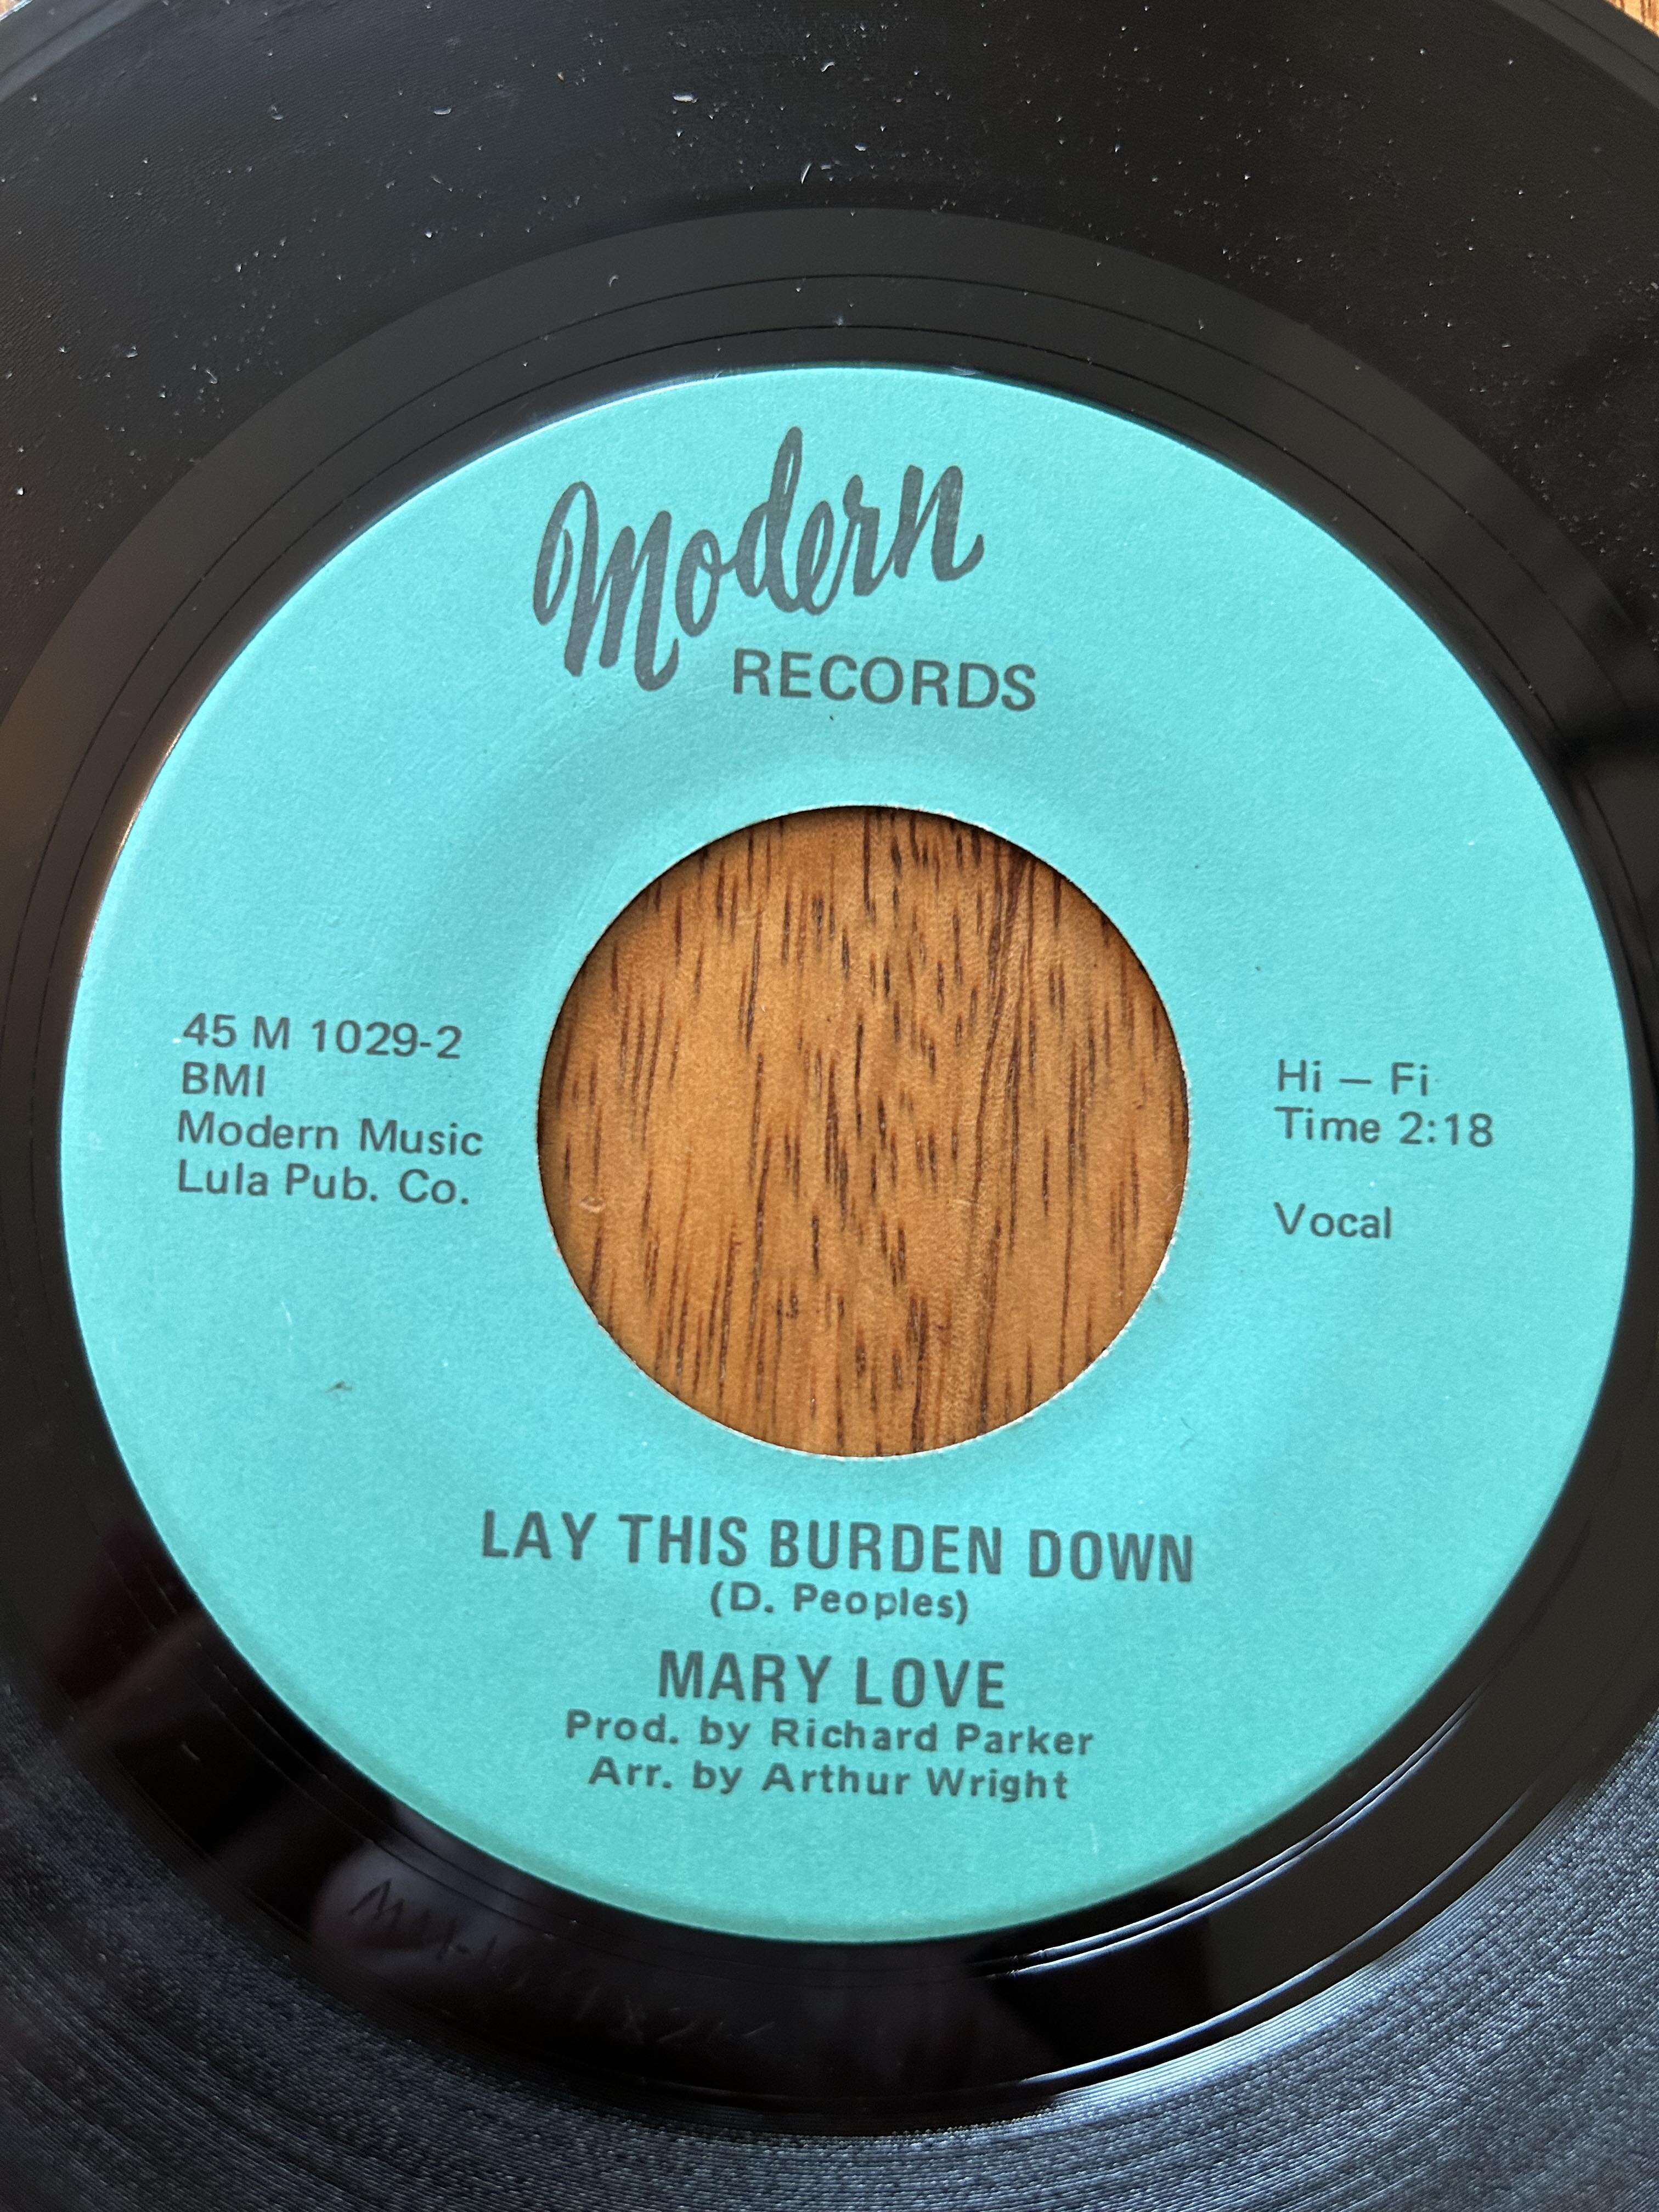 Modern
RECORDS
45 M 1029-2
BMI
Modern Music
Lula Pub. Co.
Hi – Fi
Time 2:18
Vocal
LAY THIS BURDEN DOWN
(D. Peoples)
MARY LOVE
Prod. by Richard Parker
Arr. by Arthur Wright